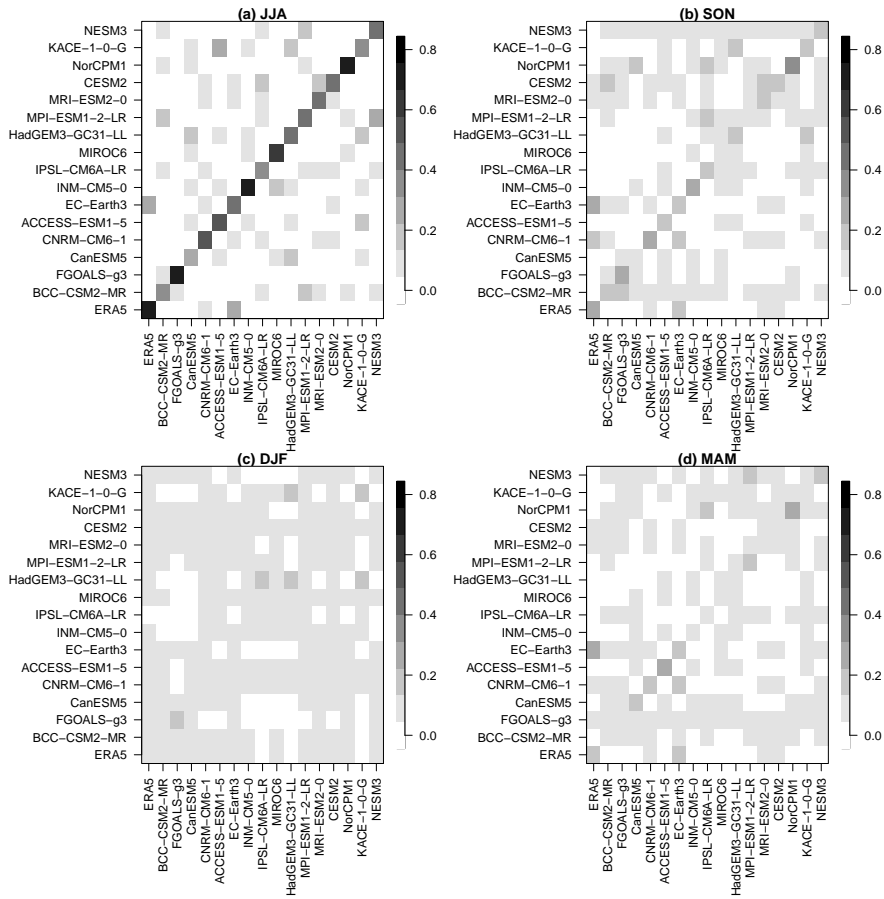 (a) JJA
NESM3
KACE−1−0−G
NorCPM1
CESM2
MRI−ESM2−0
MPI−ESM1−2−LR
HadGEM3−GC31−LL
MIROC6
IPSL−CM6A−LR
INM−CM5−0
EC−Earth3
ACCESS−ESM1−5
CNRM−CM6−1
CanESM5
FGOALS−g3
BCC−CSM2−MR
ERA5
ERA5
BCC−CSM2−MR
FGOALS−g3
CanESM5
CNRM−CM6−1
ACCESS−ESM1−5
EC−Earth3
INM−CM5−0
IPSL−CM6A−LR
MIROC6
HadGEM3−GC31−LL
MPI−ESM1−2−LR
MRI−ESM2−0
CESM2
NorCPM1
KACE−1−0−G
NESM3
0.8
0.6
0.4
0.2
0.0
(b) SON
NESM3
KACE−1−0−G
NorCPM1
CESM2
MRI−ESM2−0
MPI−ESM1−2−LR
HadGEM3−GC31−LL
MIROC6
IPSL−CM6A−LR
INM−CM5−0
EC−Earth3
ACCESS−ESM1−5
CNRM−CM6−1
CanESM5
FGOALS−g3
BCC−CSM2−MR
ERA5
ERA5
BCC−CSM2−MR
FGOALS−g3
CanESM5
CNRM−CM6−1
ACCESS−ESM1−5
EC−Earth3
INM−CM5−0
IPSL−CM6A−LR
MIROC6
HadGEM3−GC31−LL
MPI−ESM1−2−LR
MRI−ESM2−0
CESM2
NorCPM1
KACE−1−0−G
NESM3
0.8
0.6
0.4
0.2
0.0
(c) DJF
NESM3
KACE−1−0−G
NorCPM1
CESM2
MRI−ESM2−0
MPI−ESM1−2−LR
HadGEM3−GC31−LL
MIROC6
IPSL−CM6A−LR
INM−CM5−0
EC−Earth3
ACCESS−ESM1−5
CNRM−CM6−1
CanESM5
FGOALS−g3
BCC−CSM2−MR
ERA5
ERA5
BCC−CSM2−MR
FGOALS−g3
CanESM5
CNRM−CM6−1
ACCESS−ESM1−5
EC−Earth3
INM−CM5−0
IPSL−CM6A−LR
MIROC6
HadGEM3−GC31−LL
MPI−ESM1−2−LR
MRI−ESM2−0
CESM2
NorCPM1
KACE−1−0−G
NESM3
0.8
0.6
0.4
0.2
0.0
(d) MAM
NESM3
KACE−1−0−G
NorCPM1
CESM2
MRI−ESM2−0
MPI−ESM1−2−LR
HadGEM3−GC31−LL
MIROC6
IPSL−CM6A−LR
INM−CM5−0
EC−Earth3
ACCESS−ESM1−5
CNRM−CM6−1
CanESM5
FGOALS−g3
BCC−CSM2−MR
ERA5
ERA5
BCC−CSM2−MR
FGOALS−g3
CanESM5
CNRM−CM6−1
ACCESS−ESM1−5
EC−Earth3
INM−CM5−0
IPSL−CM6A−LR
MIROC6
HadGEM3−GC31−LL
MPI−ESM1−2−LR
MRI−ESM2−0
CESM2
NorCPM1
KACE−1−0−G
NESM3
0.8
0.6
0.4
0.2
0.0